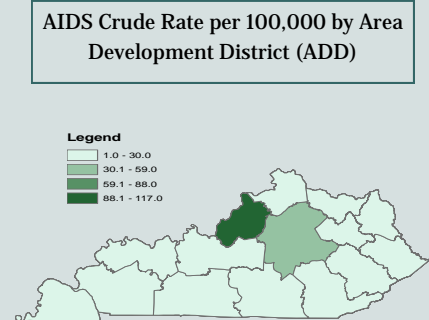 AIDS Crude Rate per 100,000 by Area
Development District (ADD)
Legend
1.0 - 30.0
30.1 - 59.0
59.1 - 88.0
88.1 - 117.0